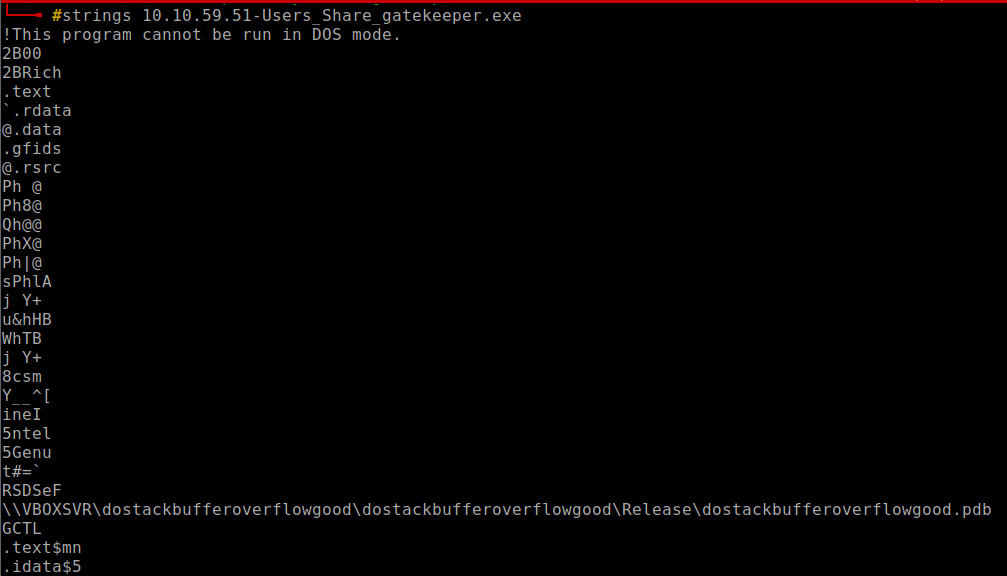 #strings 10.10.59.51-Users_Share_gatekeeper.exe
!This program cannot be run in DOS mode.
2B00
2BRich
.text
`.rdata
@.data
.gfids
@.rsrc
Ph @
Ph8@
Qh@@
PhX@
Ph|@
sPhlA
j Y+
u&hHB
WhTB
j Y+
8csm
Y__^[
ineI
5ntel
5Genu
t#=`
RSDSeF
\\VBOXSVR\dostackbufferoverflowgood\dostackbufferoverflowgood\Release\dostackbufferoverflowgood.pdb
GCTL
.text$mn
.idata$5